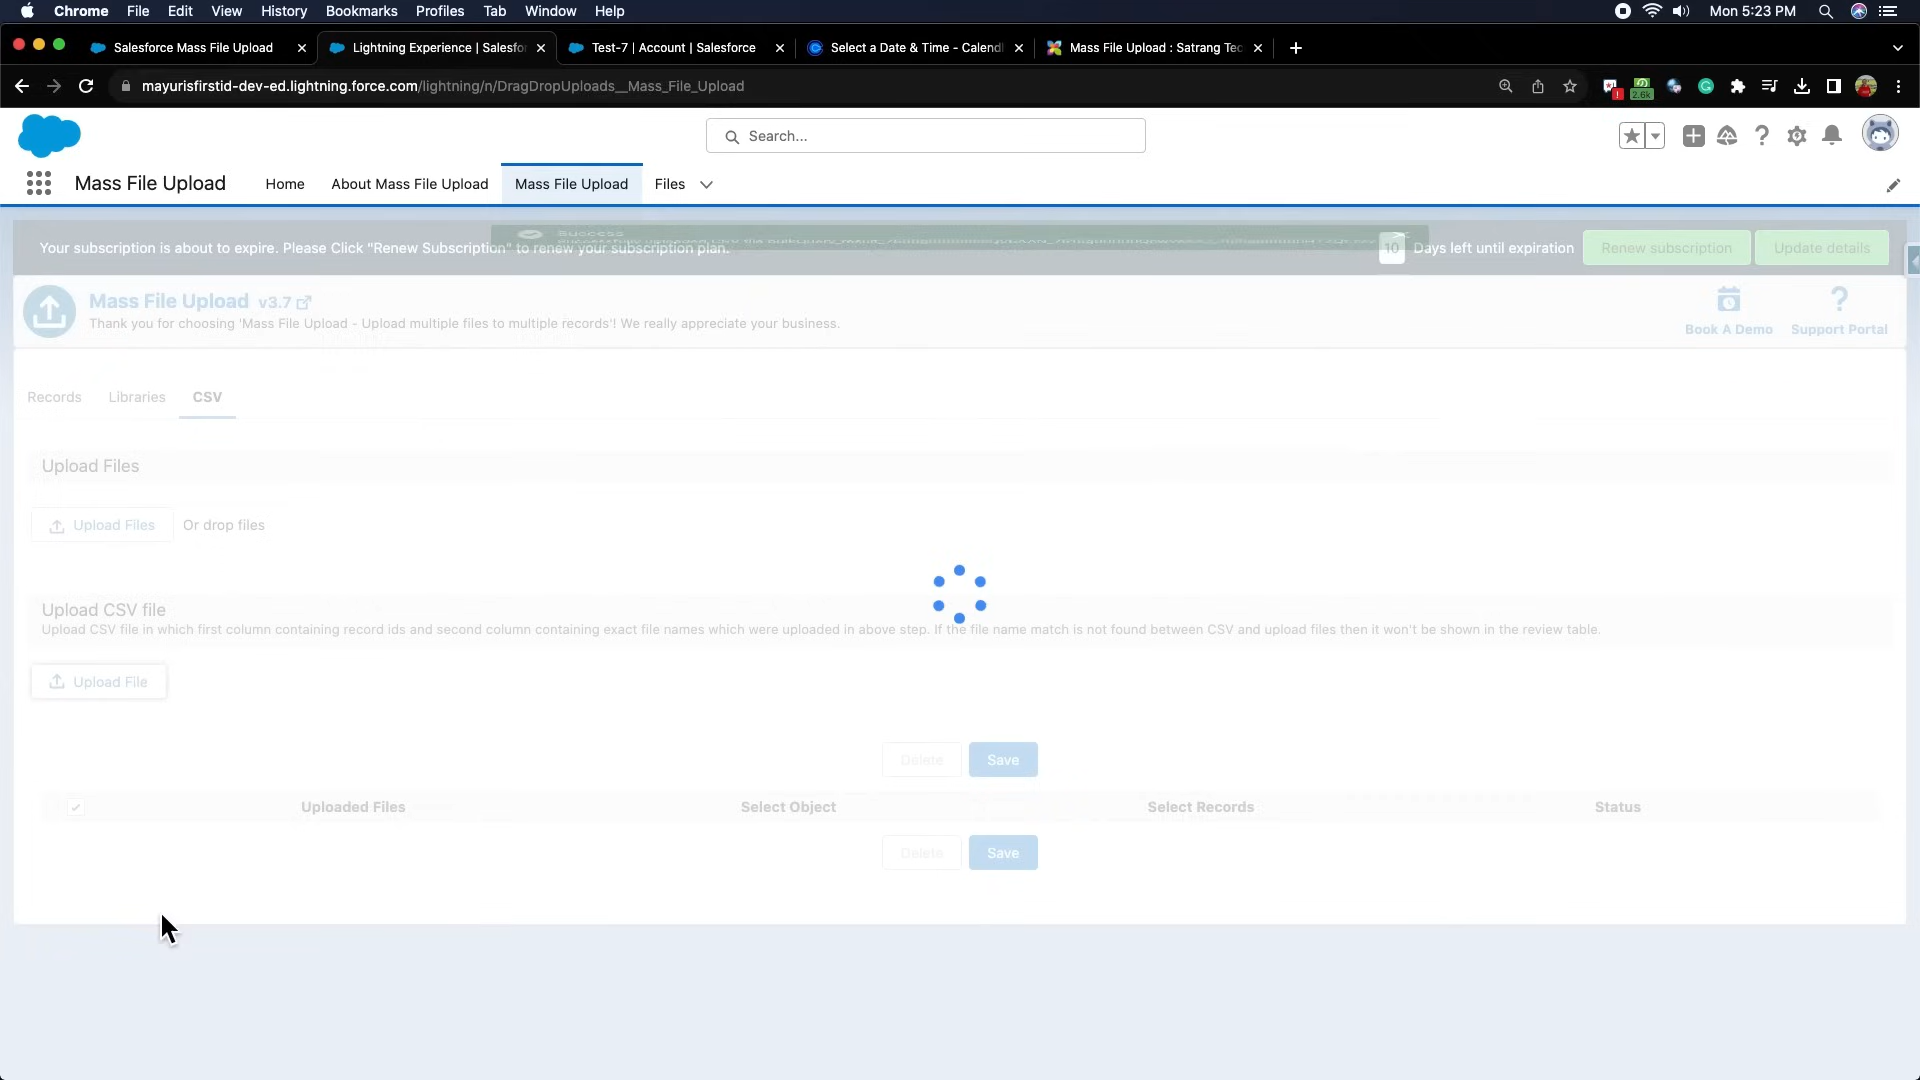 Chrome File Edit View History Bookmarks Profiles Tab Window Help Mon 5:23 PM
Salesforce Mass File Upload Lightning Experience | Salesfor Test-7 | Account | Salesforce Select a Date & Time - Calendl Mass File Upload : Satrang Tec
mayurisfirstid-dev-ed.lightning.force.com/lightning/n/DragDropUploads__Mass_File_Upload
2.6k
Search...
Mass File Upload Home About Mass File Upload Mass File Upload Files
Success
Your subscription is about to expire. Please Click "Renew Subscription" to renew your subscription plan. 10 Days left until expiration Renew subscription Update details
Mass File Upload v3.7
Thank you for choosing 'Mass File Upload - Upload multiple files to multiple records'! We really appreciate your business.
Book A Demo Support Portal
Records Libraries CSV
Upload Files
Upload Files Or drop files
Upload CSV file
Upload CSV file in which first column containing record ids and second column containing exact file names which were uploaded in above step. If the file name match is not found between CSV and upload files then it won't be shown in the review table.
Upload File
Delete Save
Uploaded Files Select Object Select Records Status
Delete Save